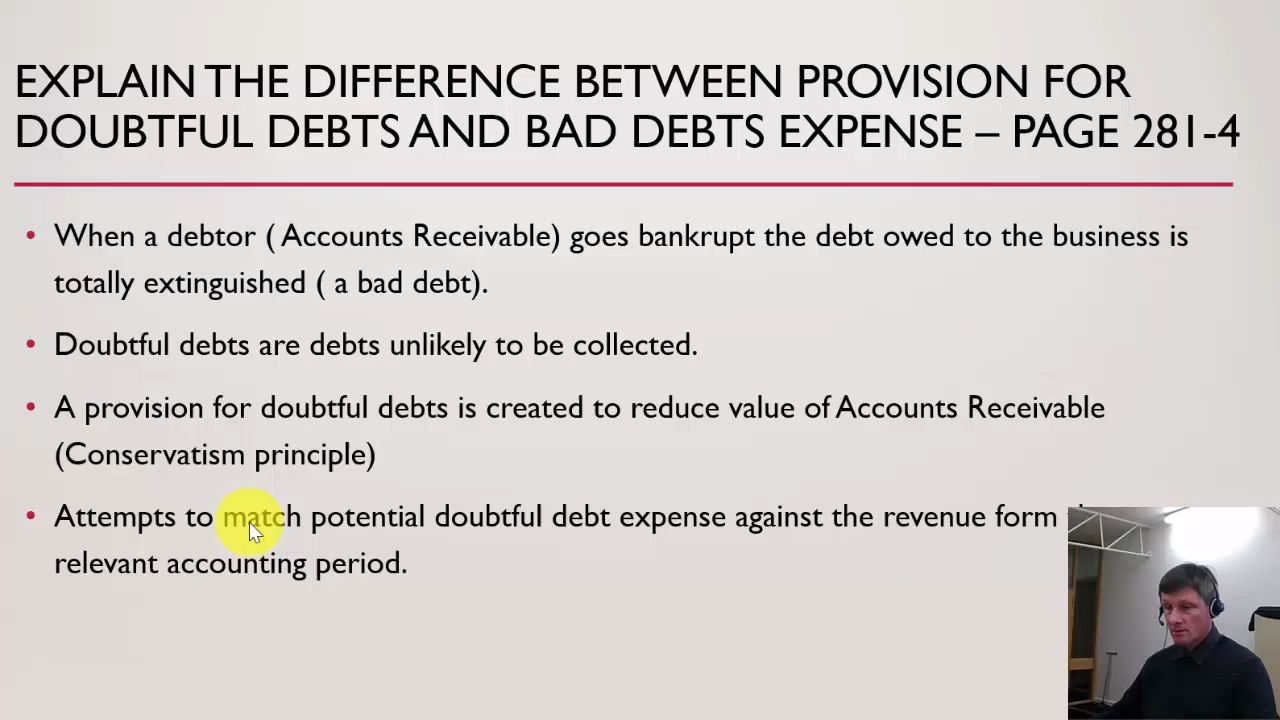 EXPLAIN THE DIFFERENCE BETWEEN PROVISION FOR
DOUBTFUL DEBTS AND BAD DEBTS EXPENSE – PAGE 281-4
• When a debtor ( Accounts Receivable) goes bankrupt the debt owed to the business is
totally extinguished ( a bad debt).
• Doubtful debts are debts unlikely to be collected.
• A provision for doubtful debts is created to reduce value of Accounts Receivable
(Conservatism principle)
• Attempts to match potential doubtful debt expense against the revenue form
relevant accounting period.